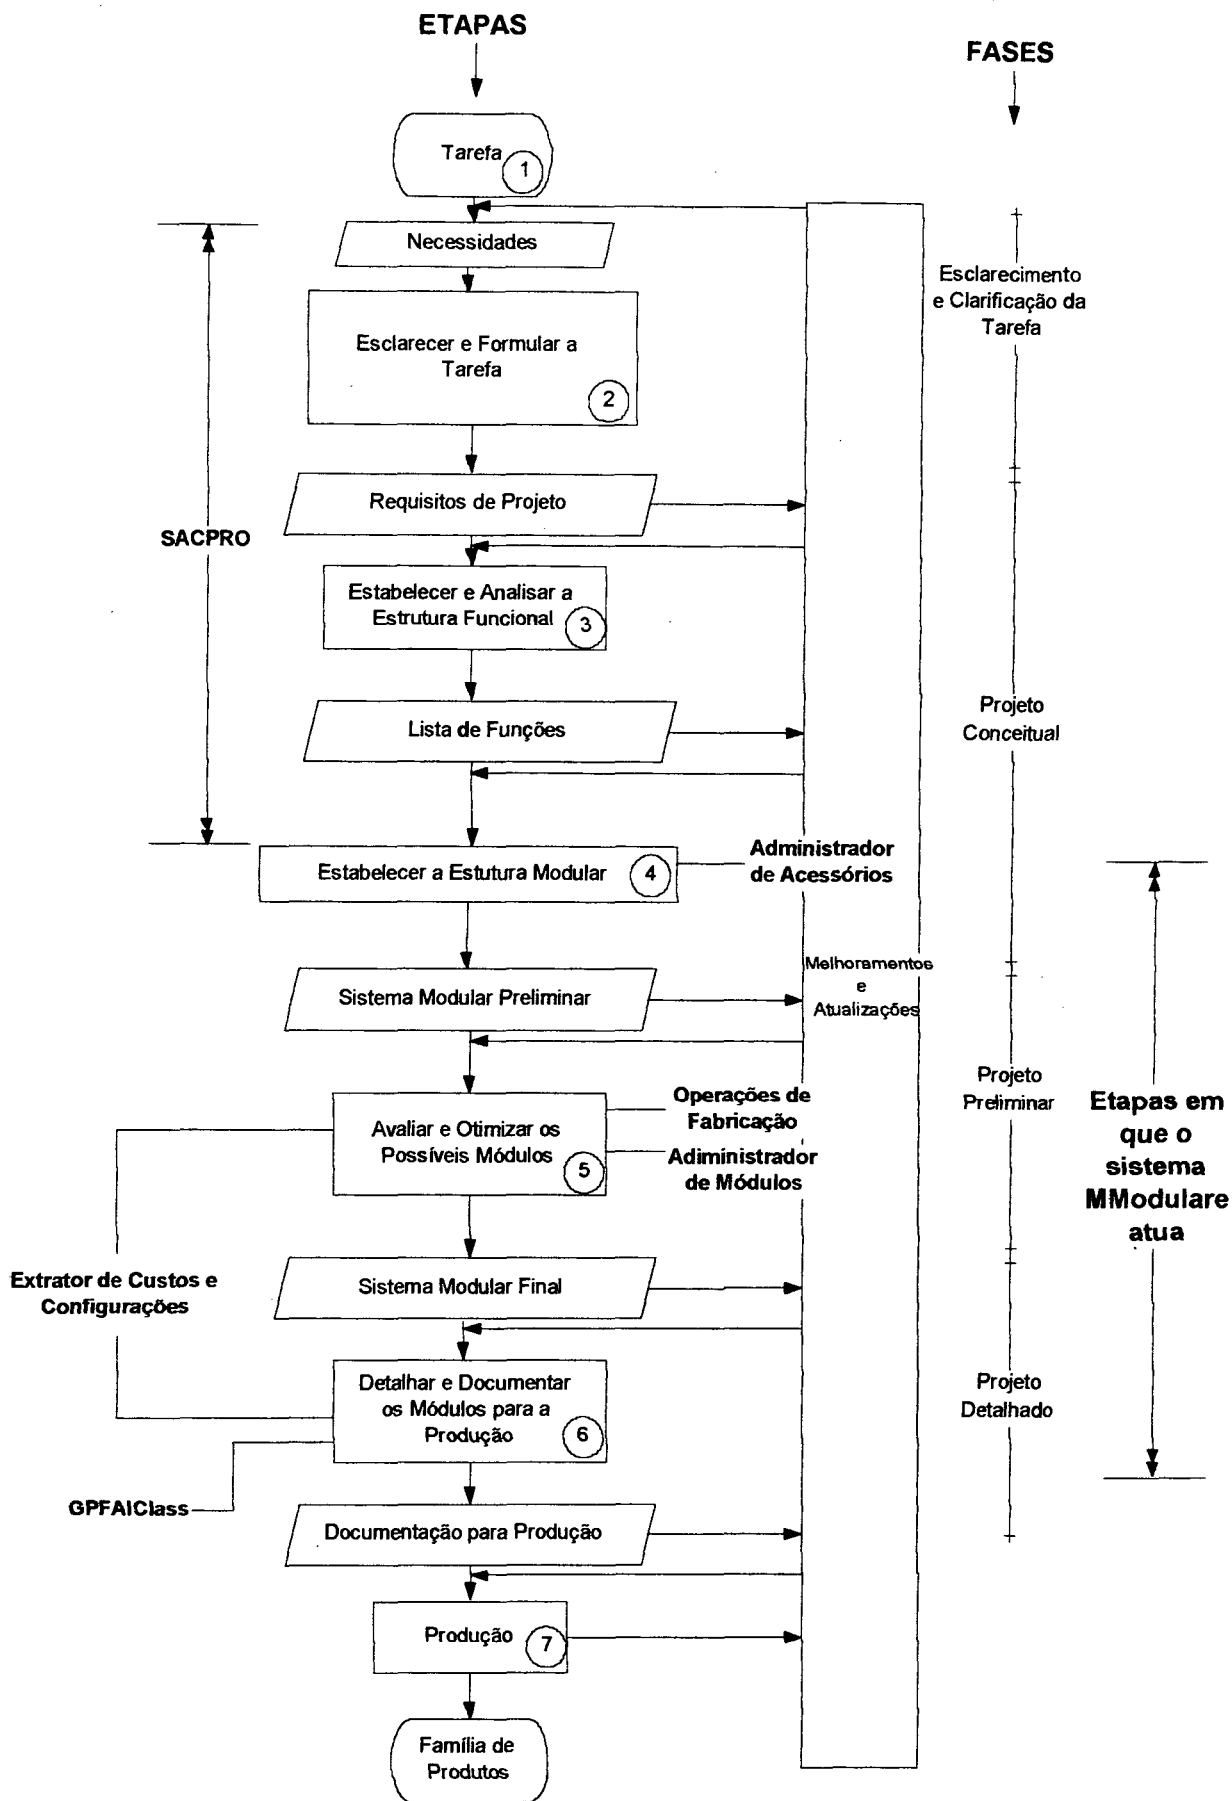 ETAPAS
FASES
Tarefa
1
Necessidades
Esclarecimento
e Clarificação da
Tarefa
Esclarecer e Formular a
Tarefa
2
Requisitos de Projeto
SACPRO
Estabelecer e Analisar a
Estrutura Funcional
3
Lista de Funções
Projeto
Conceitual
Estabelecer a Estutura Modular
4
Administrador
de Acessórios
Melhoramentos
e
Atualizações
Sistema Modular Preliminar
Projeto
Preliminar
Operações de
Fabricação
Avaliar e Otimizar os
Possíveis Módulos
5
Adiministrador
de Módulos
Etapas em
que o
sistema
MModulare
atua
Extrator de Custos e
Configurações
Sistema Modular Final
Detalhar e Documentar
os Módulos para a
Produção
6
Projeto
Detalhado
GPFAIClass
Documentação para Produção
Produção
7
Família de
Produtos